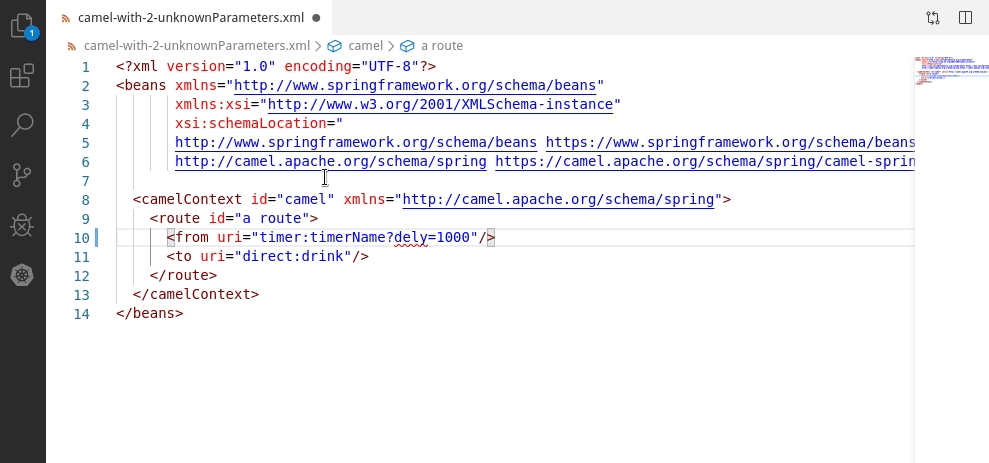 camel-with-2-unknownParameters.xml
1
camel-with-2-unknownParameters.xml > camel > a route
1 <?xml version="1.0" encoding="UTF-8"?>
2 <beans xmlns="http://www.springframework.org/schema/beans"
3 xmlns:xsi="http://www.w3.org/2001/XMLSchema-instance"
4 xsi:schemaLocation="
5 http://www.springframework.org/schema/beans https://www.springframework.org/schema/beans
6 http://camel.apache.org/schema/spring https://camel.apache.org/schema/spring/camel-sprin
7
8 <camelContext id="camel" xmlns="http://camel.apache.org/schema/spring">
9 <route id="a route">
10 <from uri="timer:timerName?dely=1000"/>
11 <to uri="direct:drink"/>
12 </route>
13 </camelContext>
14 </beans>